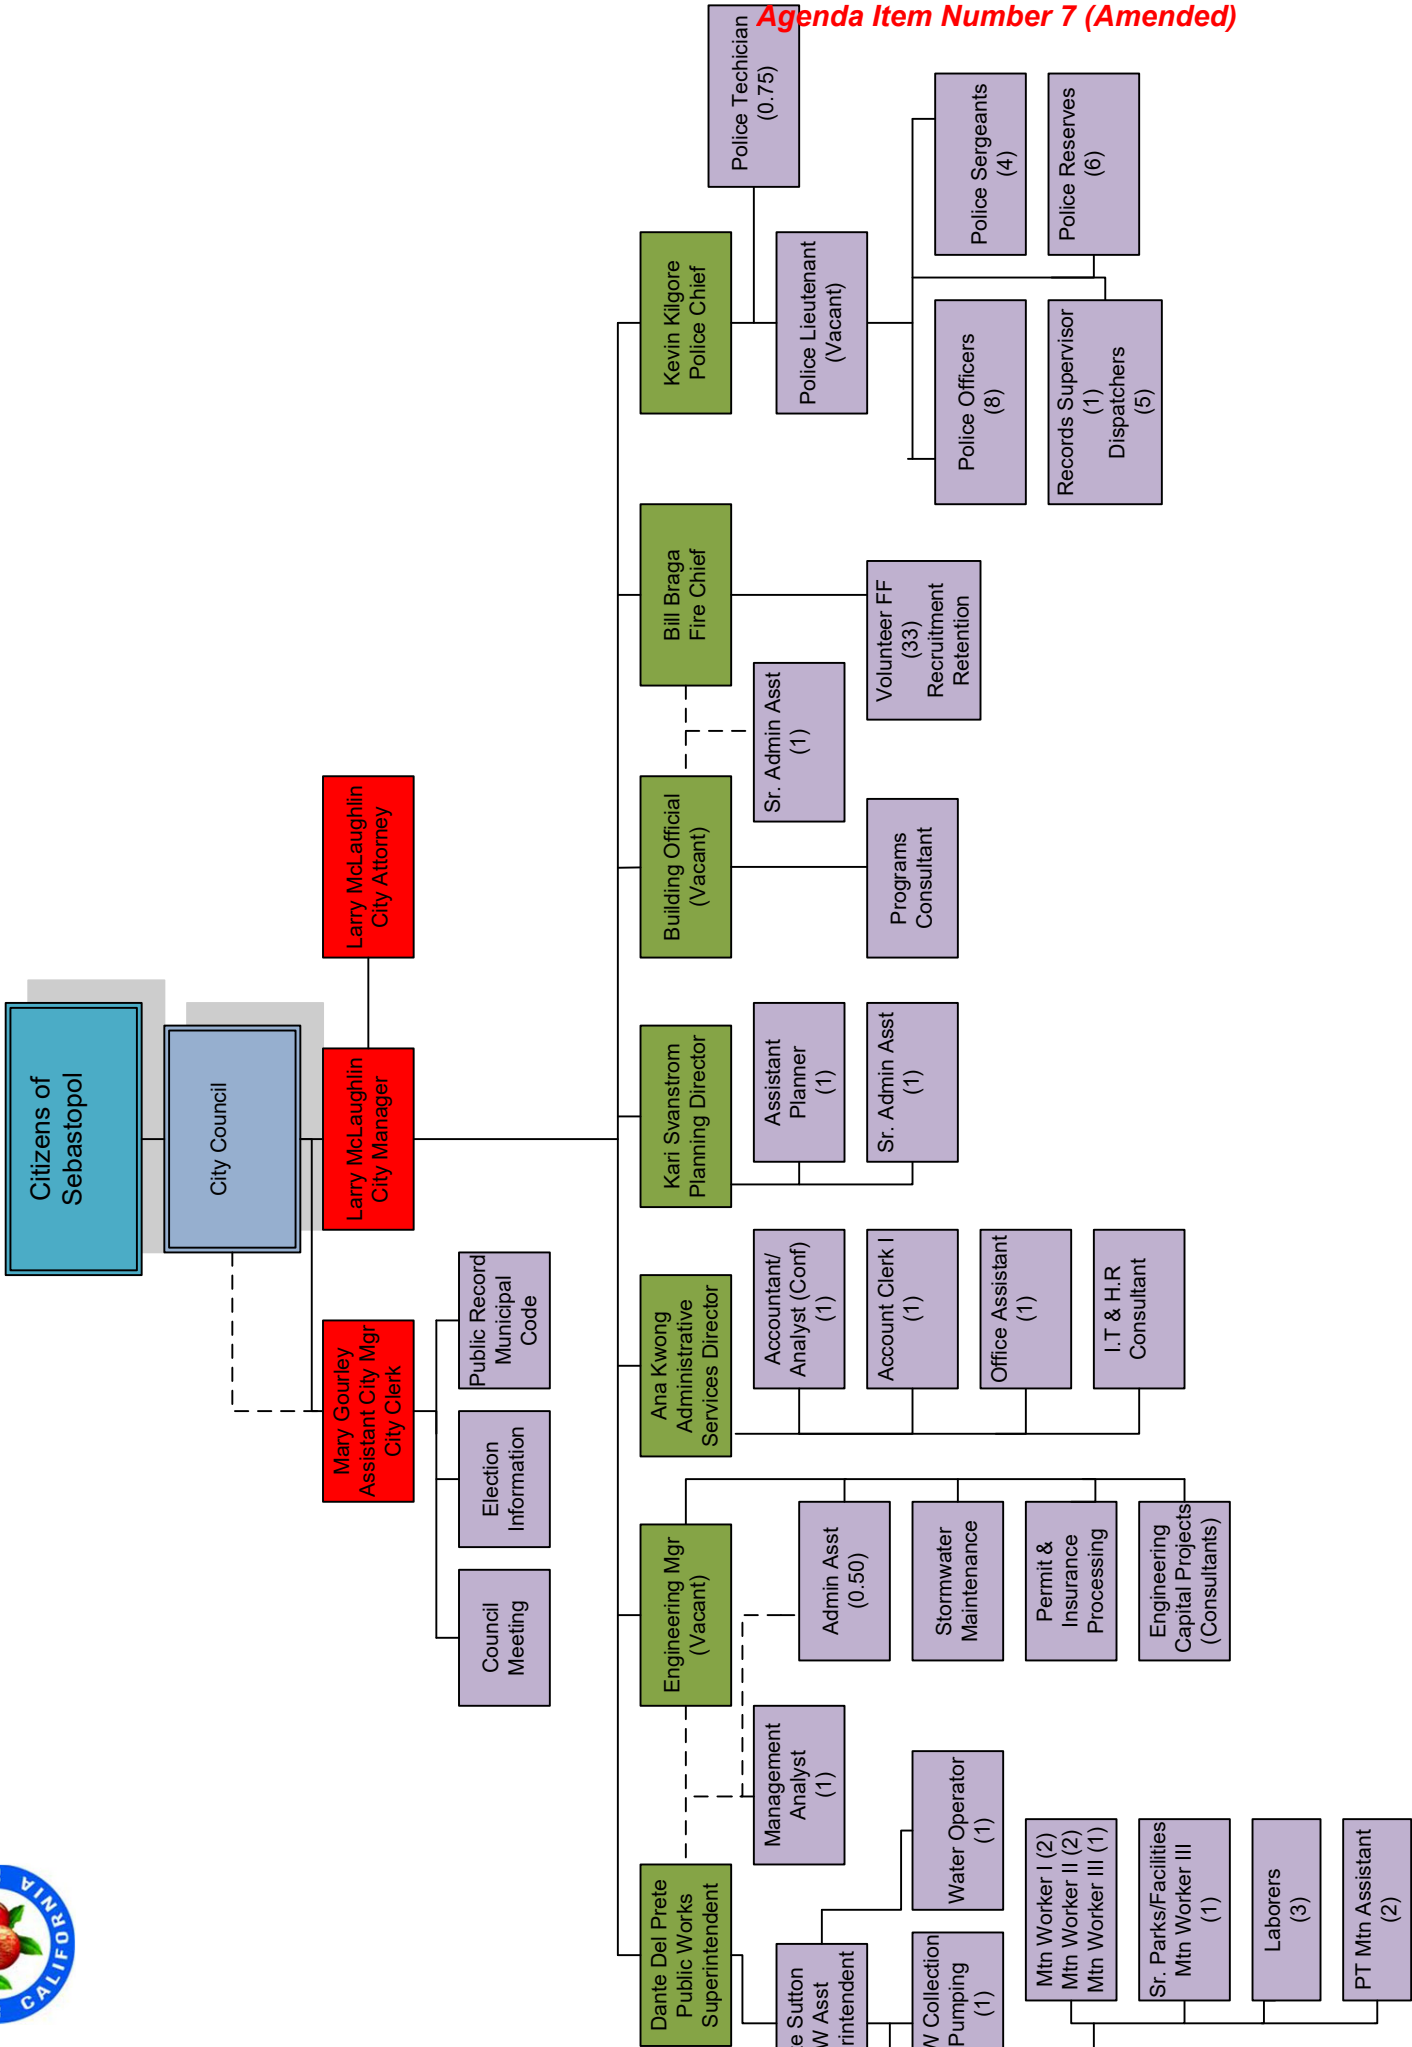 Agenda Item Number 7 (Amended)
Citizens of
Sebastopol
City Council
Larry McLaughlin
City Manager
Larry McLaughlin
City Attorney
Mary Gourley
Assistant City Mgr
City Clerk
Council
Meeting
Election
Information
Public Record
Municipal
Code
Dante Del Prete
Public Works
Superintendent
Engineering Mgr
(Vacant)
Ana Kwong
Administrative
Services Director
Kari Svanstrom
Planning Director
Building Official
(Vacant)
Bill Braga
Fire Chief
Kevin Kilgore
Police Chief
Police Techician
(0.75)
Police Lieutenant
(Vacant)
Police Officers
(8)
Police Sergeants
(4)
Records Supervisor
(1)
Dispatchers
(5)
Police Reserves
(6)
Sr. Admin Asst
(1)
Volunteer FF
(33)
Recruitment
Retention
Programs
Consultant
Assistant
Planner
(1)
Sr. Admin Asst
(1)
Accountant/
Analyst (Conf)
(1)
Account Clerk I
(1)
Office Assistant
(1)
I.T & H.R
Consultant
Admin Asst
(0.50)
Stormwater
Maintenance
Permit &
Insurance
Processing
Engineering
Capital Projects
(Consultants)
Management
Analyst
(1)
Sutton
Asst
Water Operator
(1)
Collection
Pumping
(1)
Mtn Worker I (2)
Mtn Worker II (2)
Mtn Worker III (1)
Sr. Parks/Facilities
Mtn Worker III
(1)
Laborers
(3)
PT Mtn Assistant
(2)
CALIFORNIA